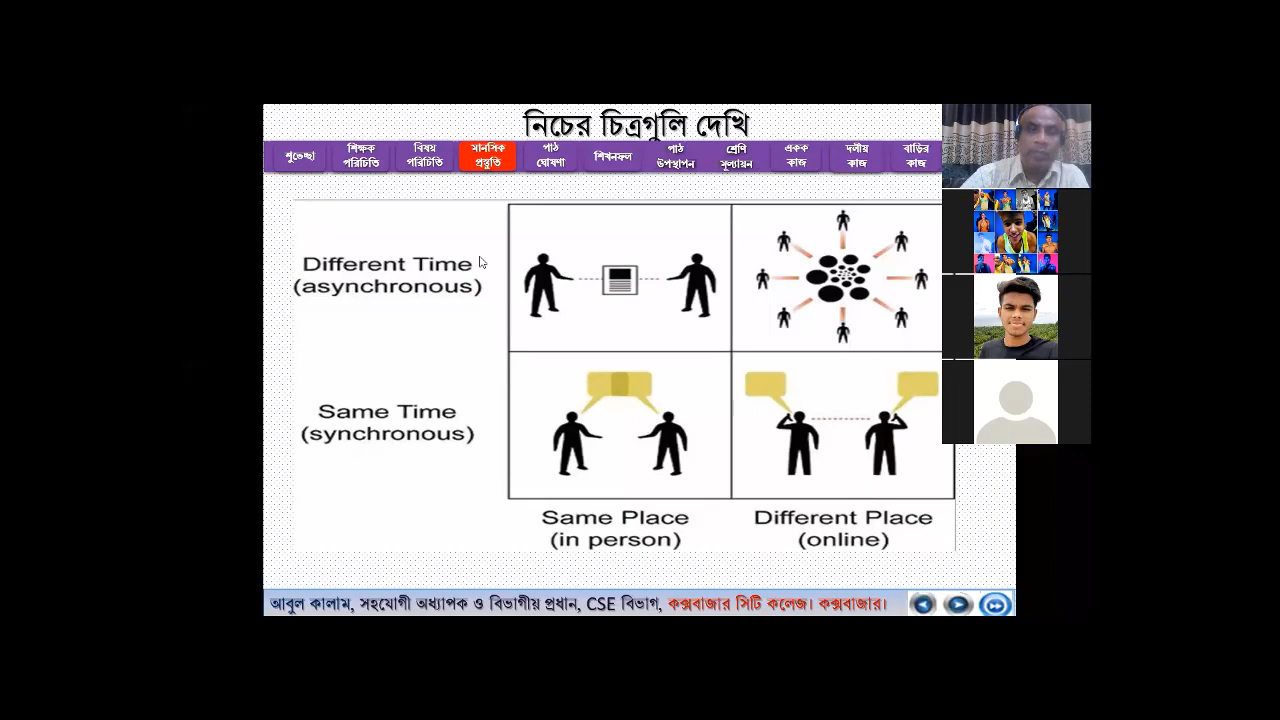 নিচের চিত্রগুলি দেখি
শুভেচ্ছা
শিক্ষক
পরিচিতি
বিষয়
পরিচিতি
মানসিক
প্রস্তুতি
পাঠ
ঘোষণা
শিখনফল
পাঠ
উপস্থাপন
শ্রেণি
মূল্যায়ন
একক
কাজ
দলীয়
কাজ
বাড়ির
কাজ
Different Time
(asynchronous)
Same Time
(synchronous)
Same Place
(in person)
Different Place
(online)
আবুল কালাম, সহযোগী অধ্যাপক ও বিভাগীয় প্রধান, CSE বিভাগ, কক্সবাজার সিটি কলেজ। কক্সবাজার।